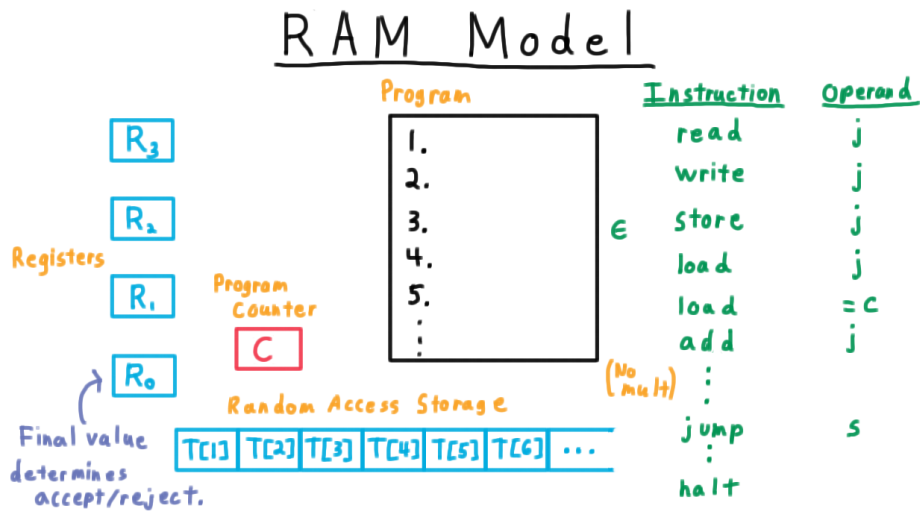 RAM Model
Program
1.
2.
3.
4.
5.
⋮
Registers
R₃
R₂
R₁
R₀
Program
Counter
C
Final value
determines
accept/reject.
Random Access Storage
T[1] T[2] T[3] T[4] T[5] T[6] ...
∈
Instruction Operand
read j
write j
store j
load j
load =c
add j
(No
mult)
⋮
jump s
⋮
halt